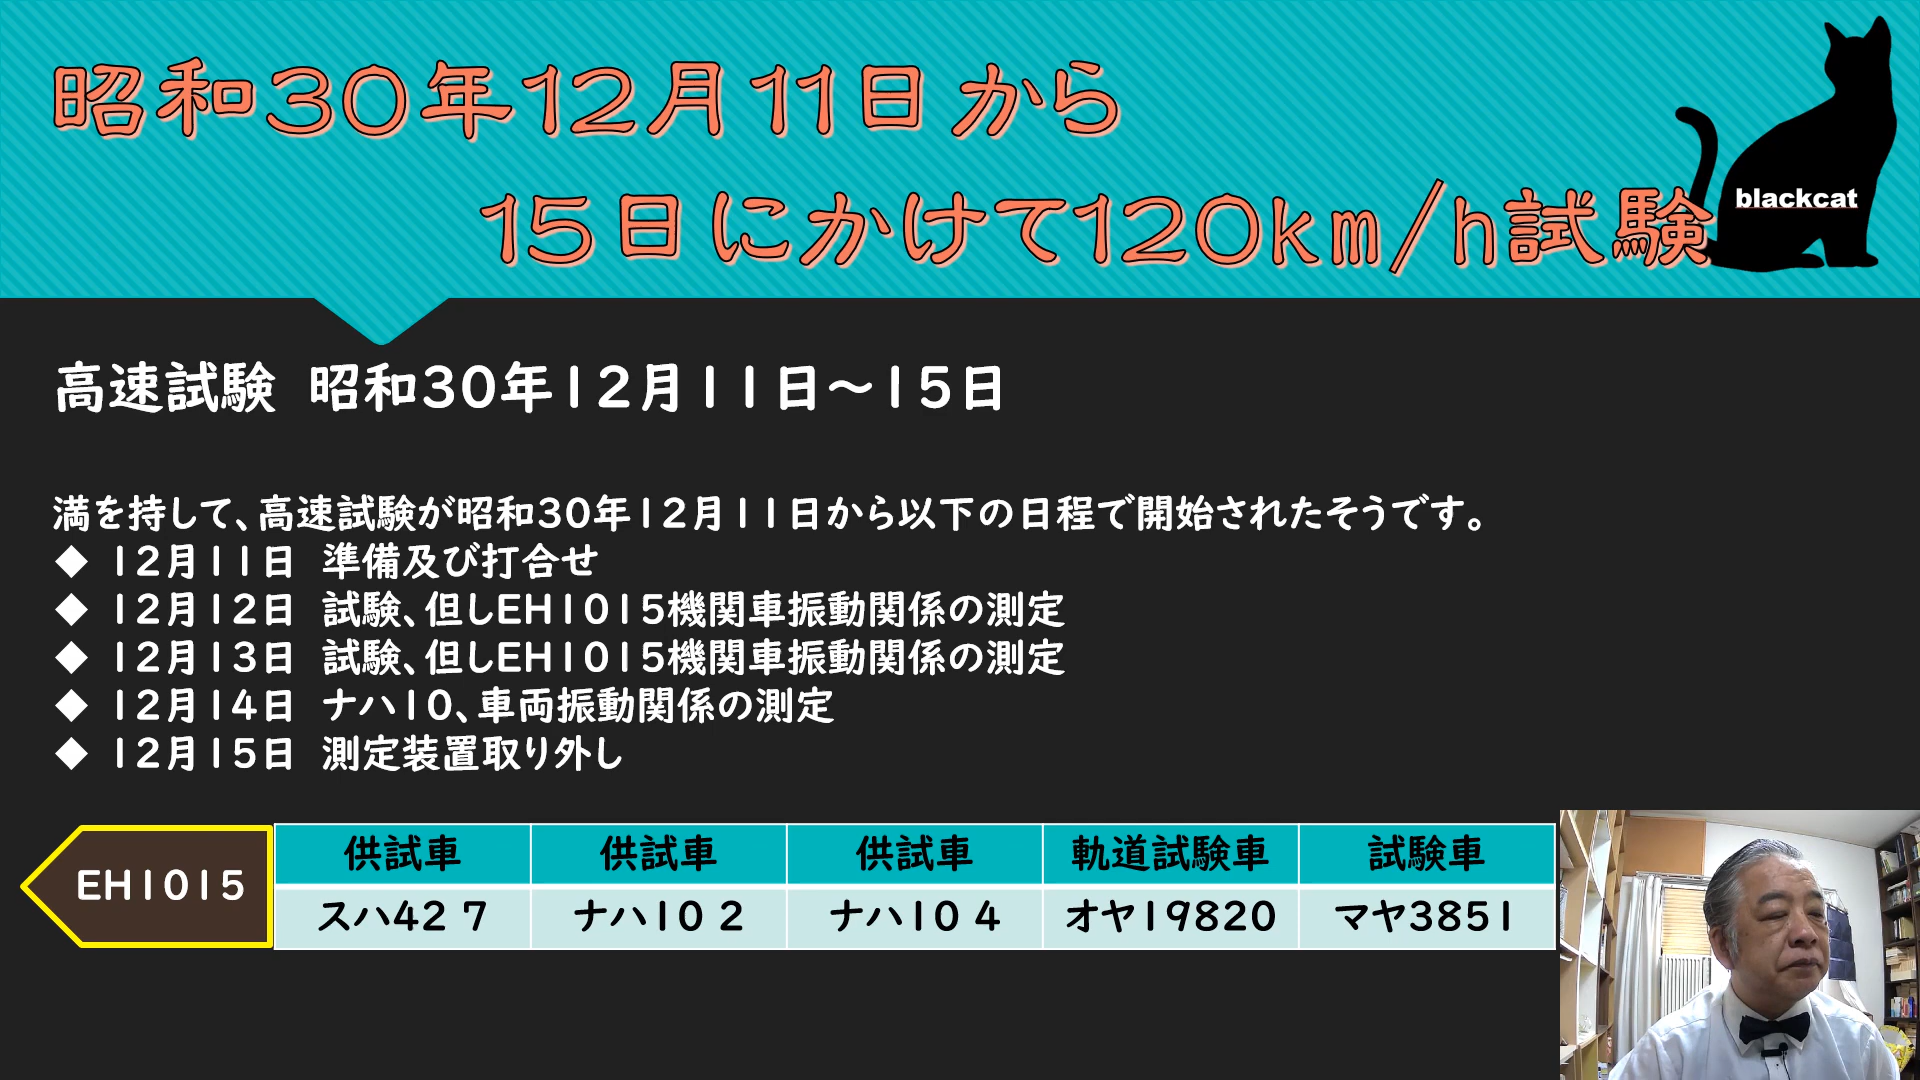 昭和30年12月11日から
15日にかけて120km/h試験
blackcat
高速試験 昭和30年12月11日~15日
満を持して、高速試験が昭和30年12月11日から以下の日程で開始されたそうです。
◆ 12月11日 準備及び打合せ
◆ 12月12日 試験、但しEH1015機関車振動関係の測定
◆ 12月13日 試験、但しEH1015機関車振動関係の測定
◆ 12月14日 ナハ10、車両振動関係の測定
◆ 12月15日 測定装置取り外し
EH1015
供試車 供試車 供試車 軌道試験車 試験車
スハ42 7 ナハ10 2 ナハ10 4 オヤ19820 マヤ3851